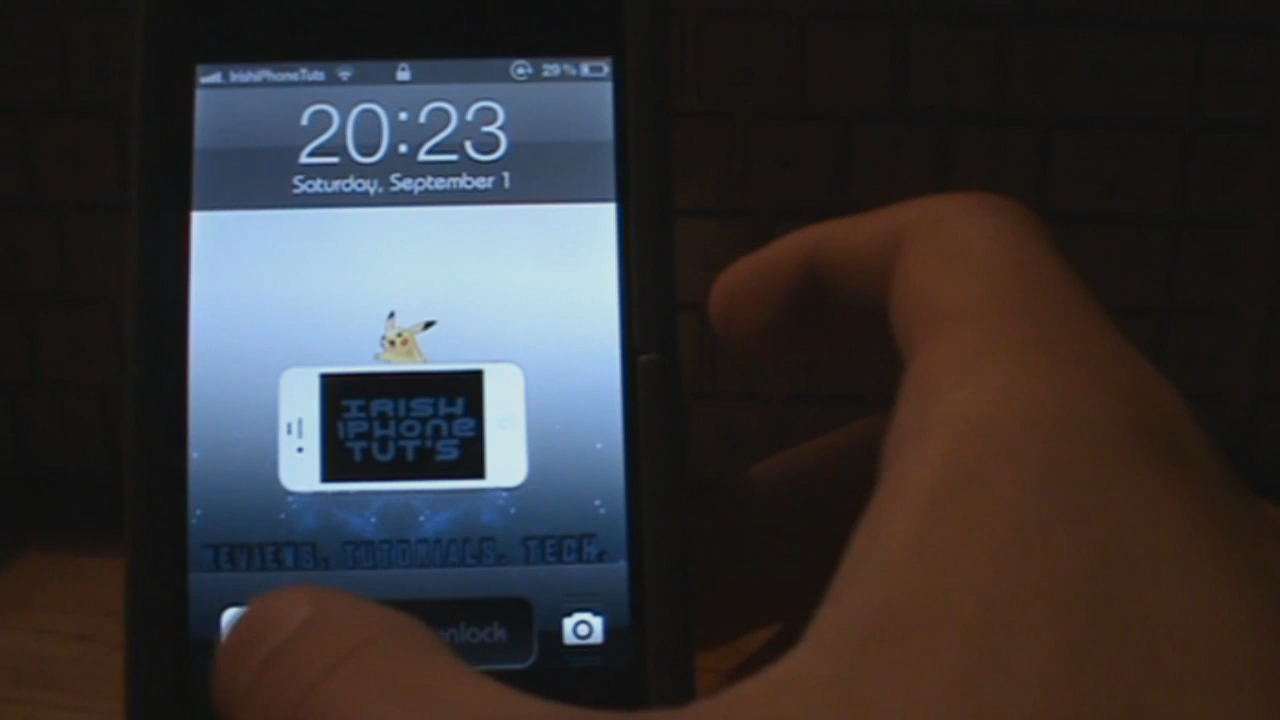 IrishiPhoneTuts 29%
20:23
Saturday, September 1
IRISH
IPHONE
TUT'S
REVIEWS. TUTORIALS. TECH.
unlock